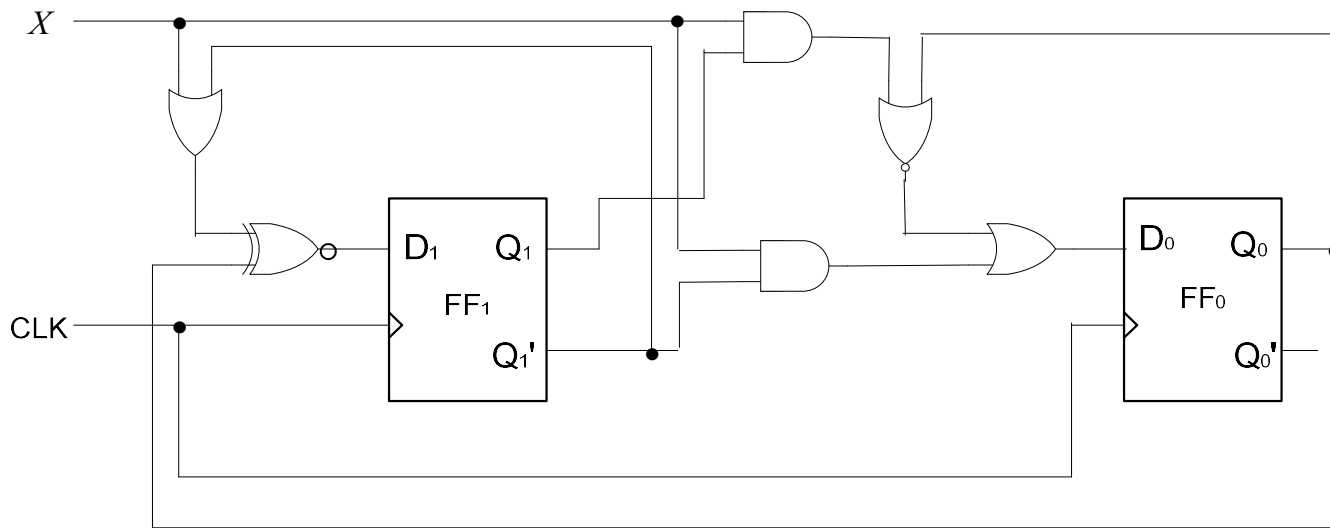 X
D₁ Q₁
D₀ Q₀
FF₁
FF₀
CLK
Q₁'
Q₀'